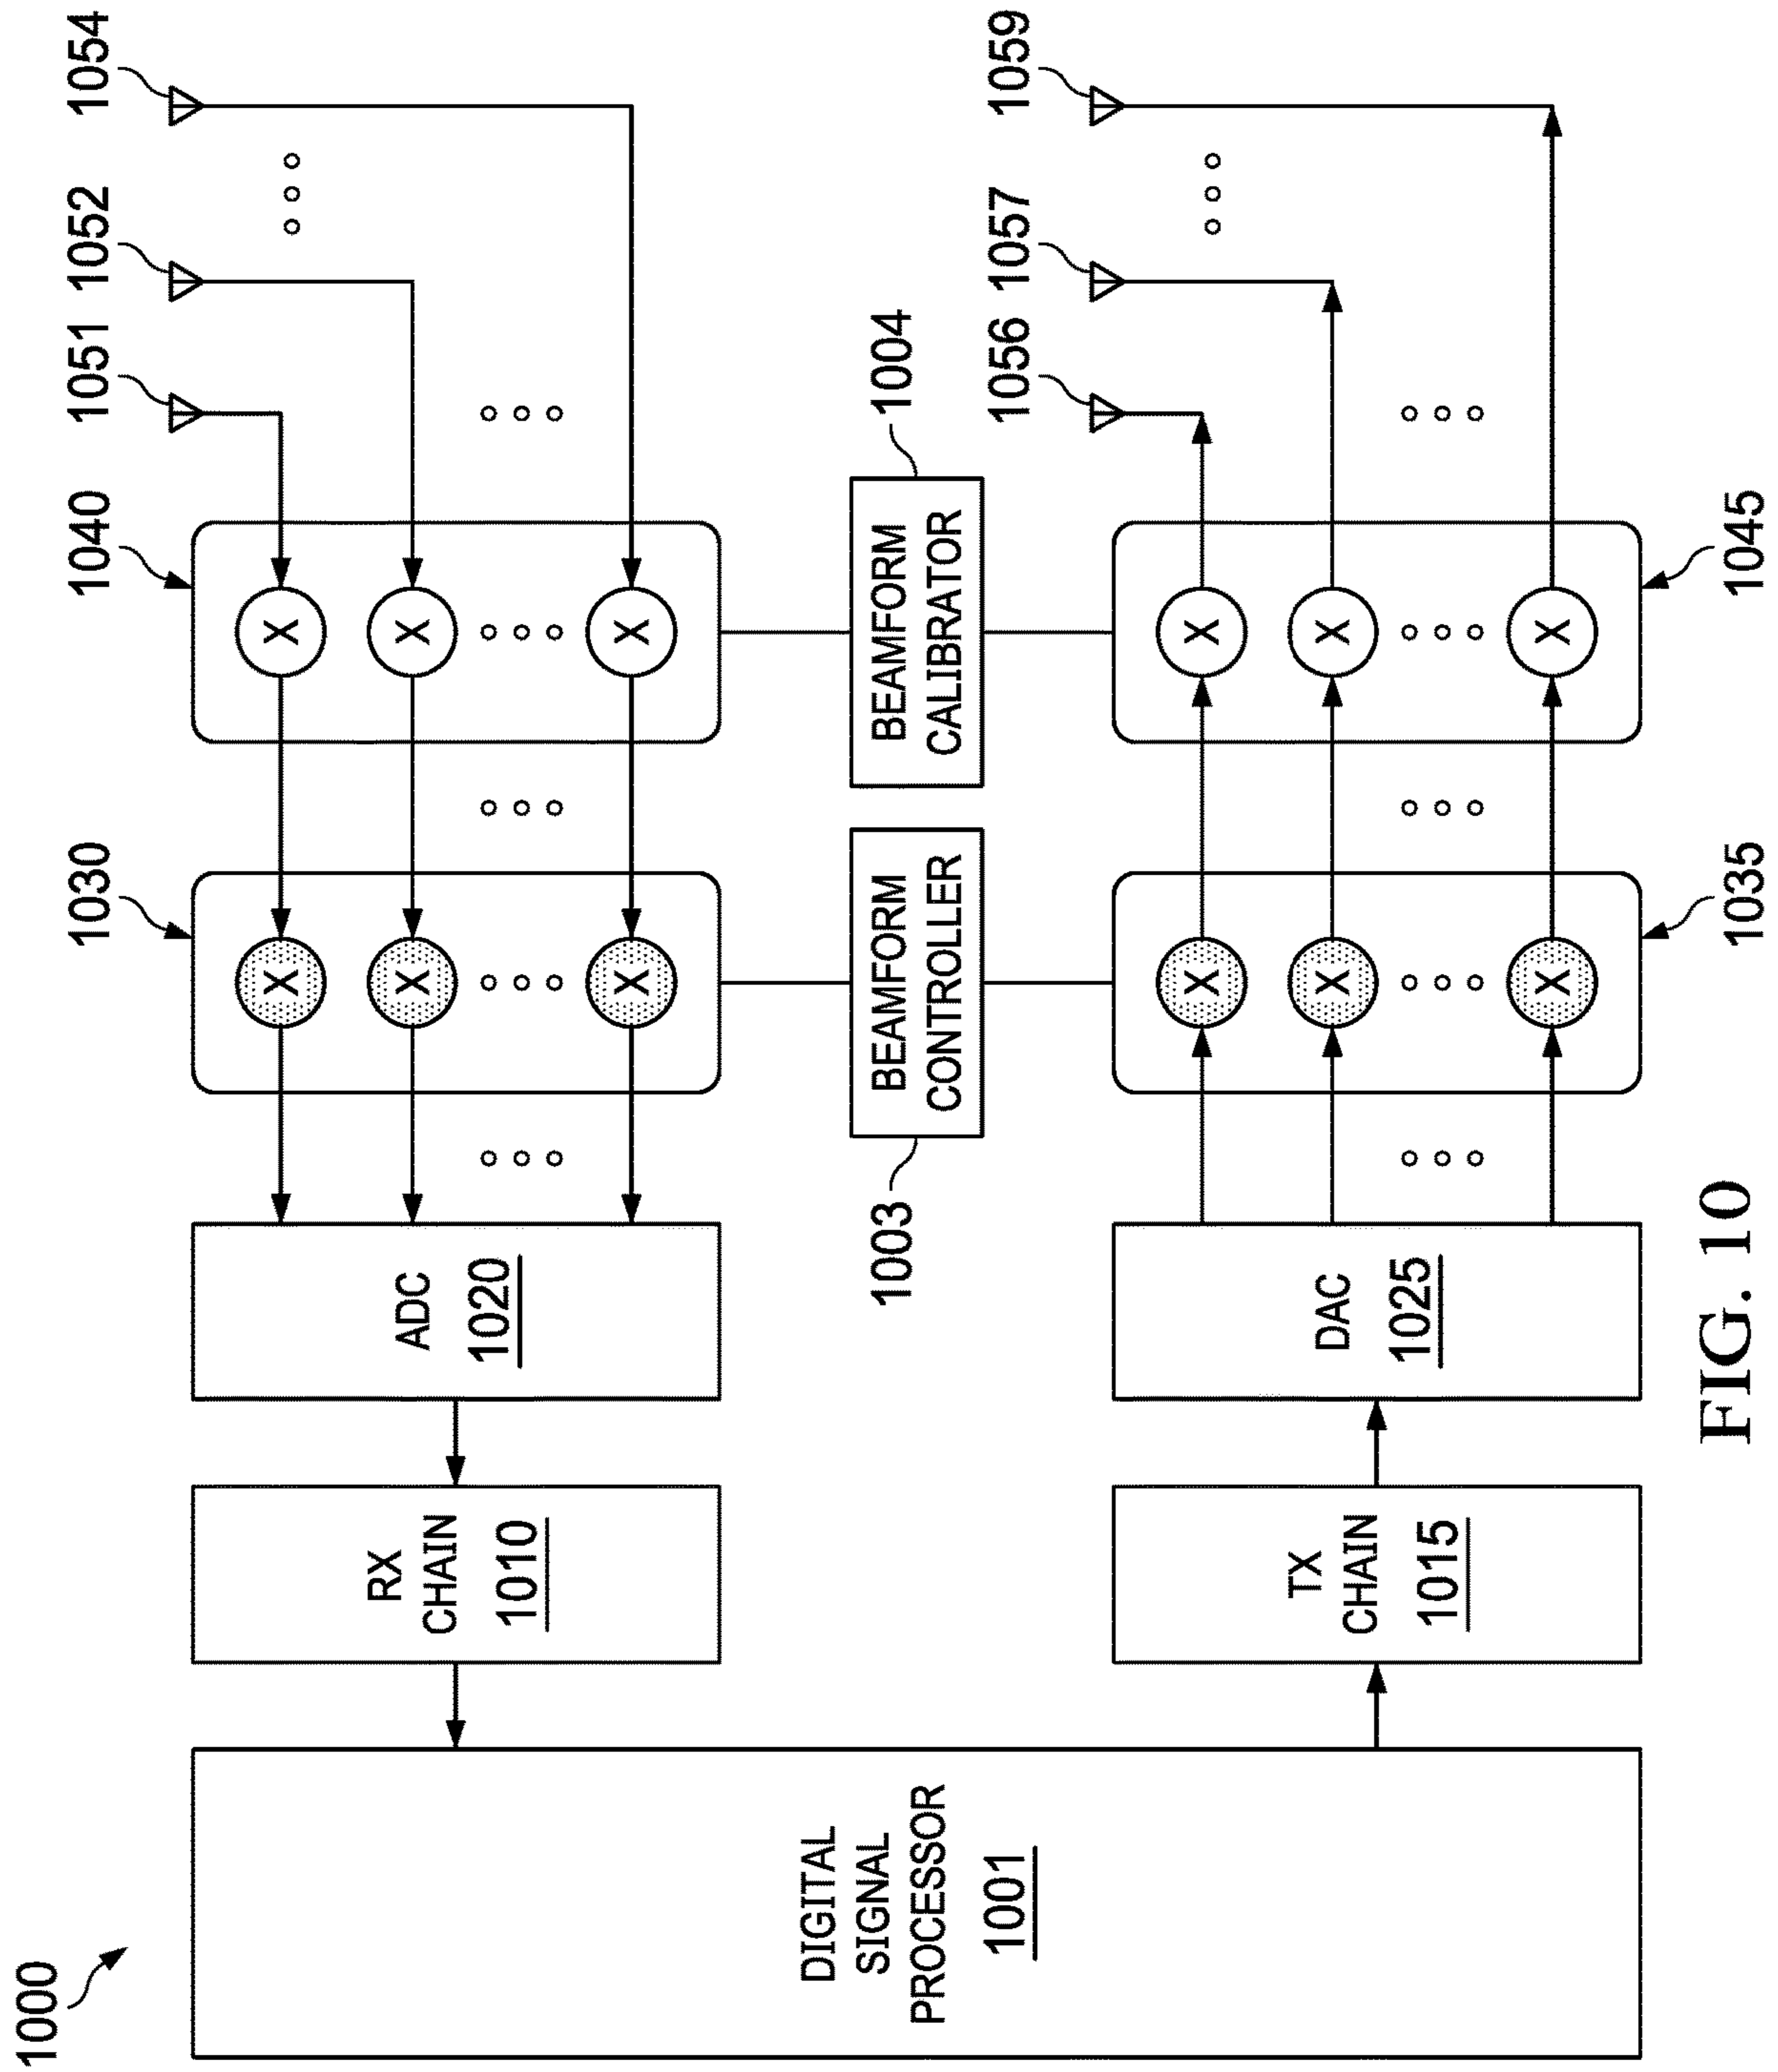 1000
DIGITAL
SIGNAL
PROCESSOR
1001
RX
CHAIN
1010
ADC
1020
1030
X
X
X
1040
X
X
X
1051
1052
1054
1003
BEAMFORM
CONTROLLER
BEAMFORM
CALIBRATOR
1004
TX
CHAIN
1015
DAC
1025
X
X
X
1035
X
X
X
1045
1056
1057
1059
FIG. 10